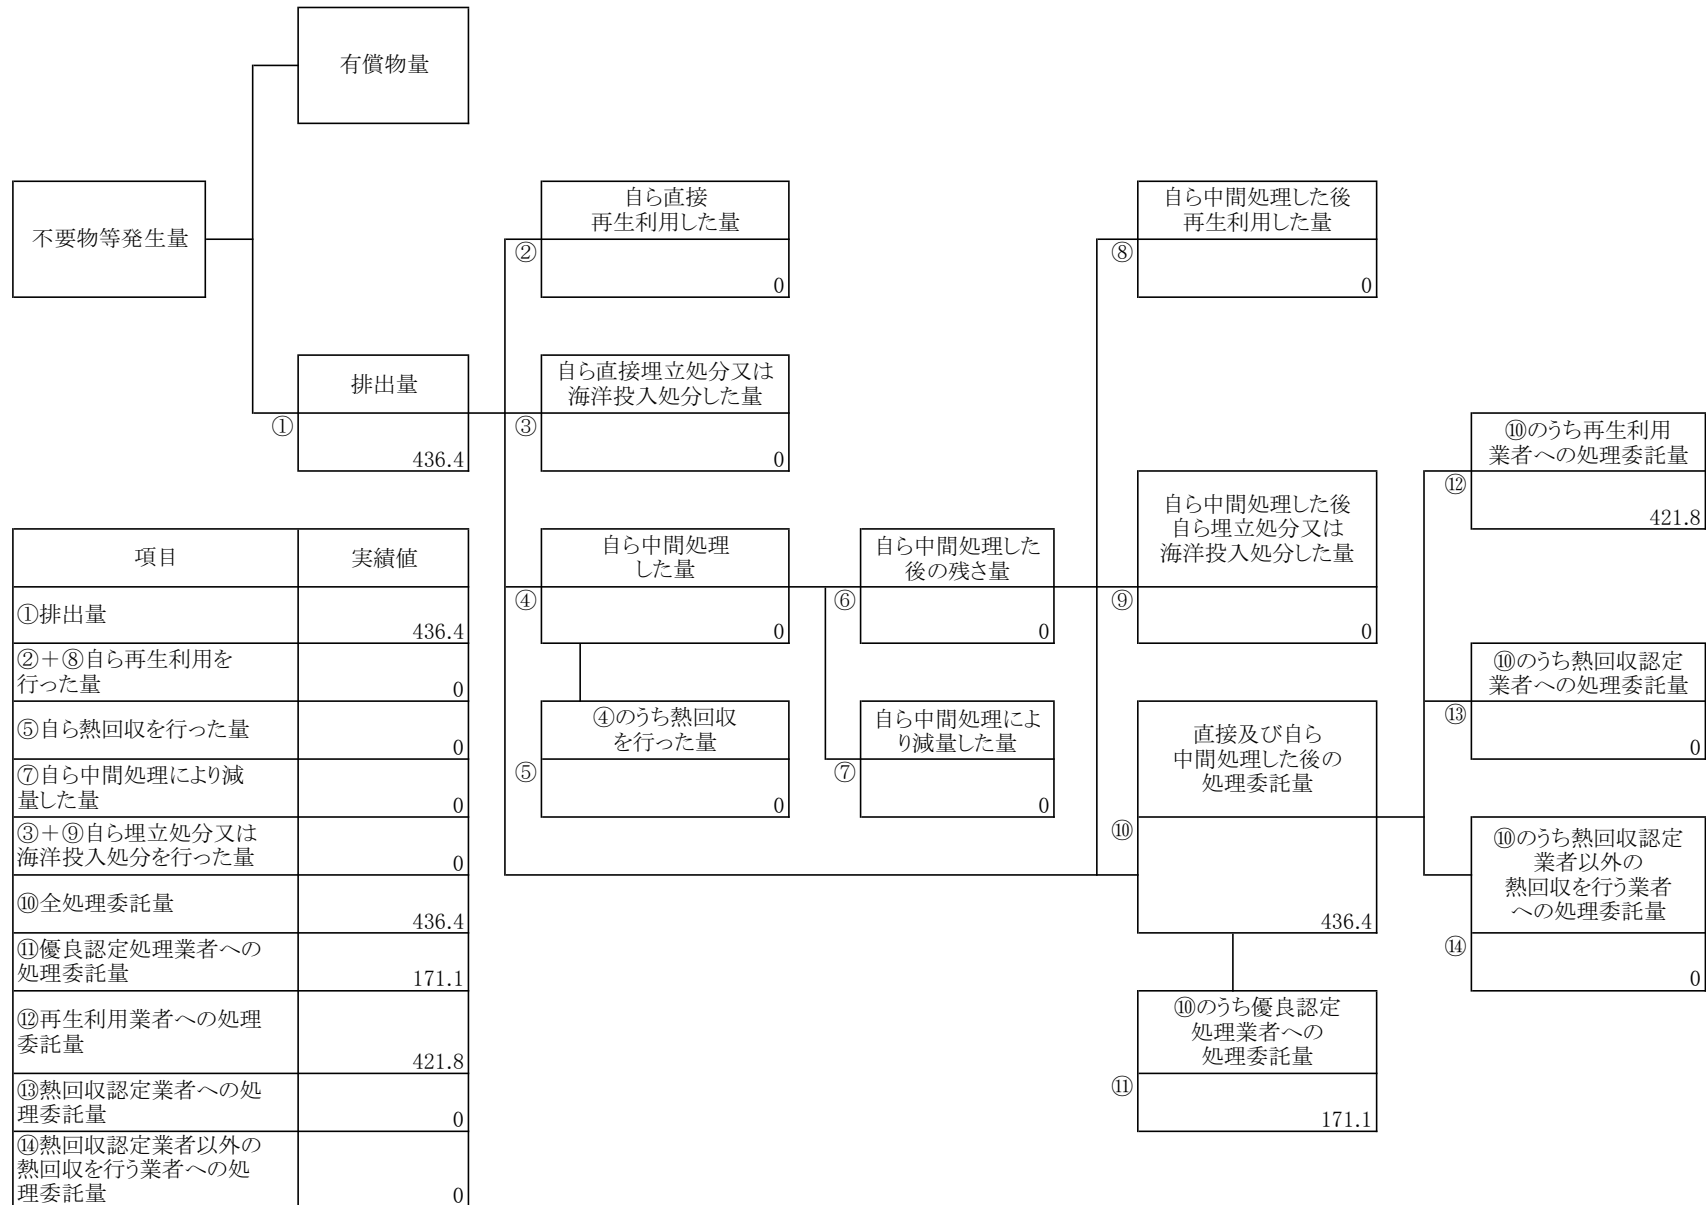 有償物量
不要物等発生量
自ら直接
再生利用した量
②
0
自ら中間処理した後
再生利用した量
⑧
0
排出量
①
436.4
自ら直接埋立処分又は
海洋投入処分した量
③
0
⑩のうち再生利用
業者への処理委託量
⑫
421.8
自ら中間処理した後
自ら埋立処分又は
海洋投入処分した量
⑨
0
自ら中間処理
した量
④
0
自ら中間処理した
後の残さ量
⑥
0
⑩のうち熱回収認定
業者への処理委託量
⑬
0
④のうち熱回収
を行った量
⑤
0
自ら中間処理によ
り減量した量
⑦
0
直接及び自ら
中間処理した後の
処理委託量
⑩
436.4
⑩のうち熱回収認定
業者以外の
熱回収を行う業者
への処理委託量
⑭
0
⑩のうち優良認定
処理業者への
処理委託量
⑪
171.1
項目 実績値
①排出量
436.4
②＋⑧自ら再生利用を
行った量
0
⑤自ら熱回収を行った量
0
⑦自ら中間処理により減
量した量
0
③＋⑨自ら埋立処分又は
海洋投入処分を行った量
0
⑩全処理委託量
436.4
⑪優良認定処理業者への
処理委託量
171.1
⑫再生利用業者への処理
委託量
421.8
⑬熱回収認定業者への処
理委託量
0
⑭熱回収認定業者以外の
熱回収を行う業者への処
理委託量
0